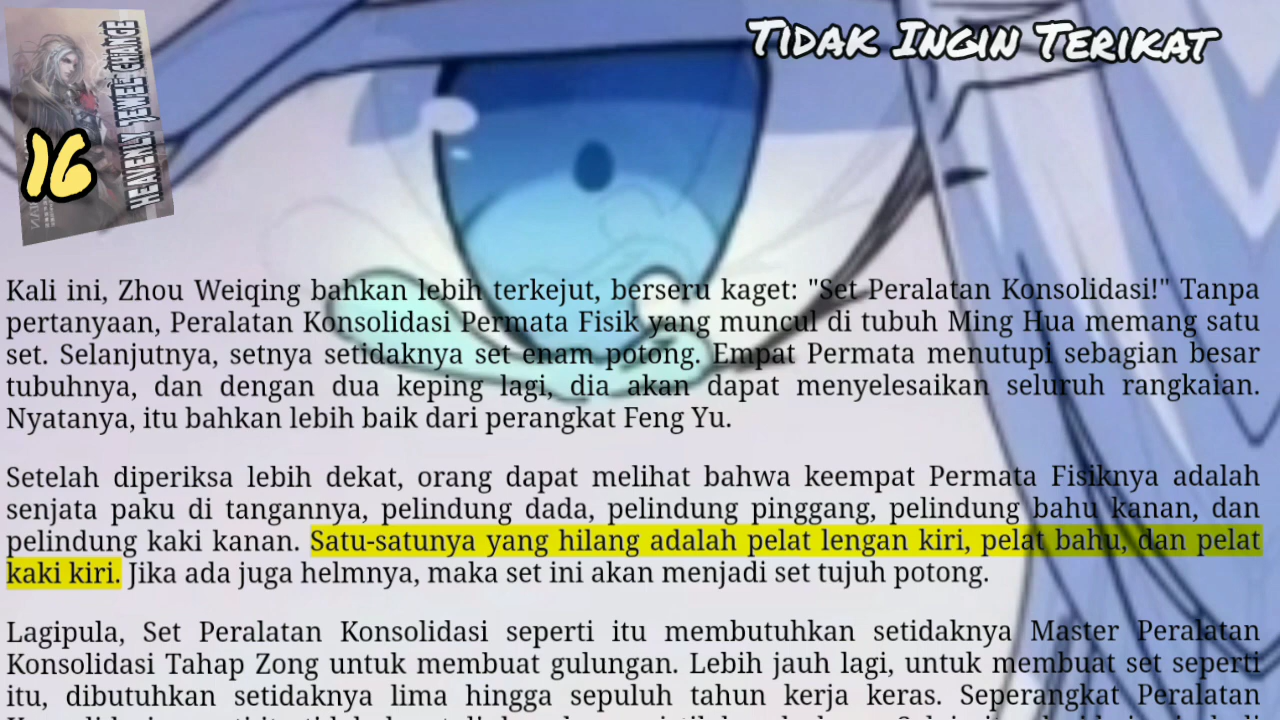 Tidak Ingin Terikat
HEAVENLY JEWEL CHANGE
16
Kali ini, Zhou Weiqing bahkan lebih terkejut, berseru kaget: "Set Peralatan Konsolidasi!" Tanpa
pertanyaan, Peralatan Konsolidasi Permata Fisik yang muncul di tubuh Ming Hua memang satu
set. Selanjutnya, setnya setidaknya set enam potong. Empat Permata menutupi sebagian besar
tubuhnya, dan dengan dua keping lagi, dia akan dapat menyelesaikan seluruh rangkaian.
Nyatanya, itu bahkan lebih baik dari perangkat Feng Yu.
Setelah diperiksa lebih dekat, orang dapat melihat bahwa keempat Permata Fisiknya adalah
senjata paku di tangannya, pelindung dada, pelindung pinggang, pelindung bahu kanan, dan
pelindung kaki kanan. Satu-satunya yang hilang adalah pelat lengan kiri, pelat bahu, dan pelat
kaki kiri. Jika ada juga helmnya, maka set ini akan menjadi set tujuh potong.
Lagipula, Set Peralatan Konsolidasi seperti itu membutuhkan setidaknya Master Peralatan
Konsolidasi Tahap Zong untuk membuat gulungan. Lebih jauh lagi, untuk membuat set seperti
itu, dibutuhkan setidaknya lima hingga sepuluh tahun kerja keras. Seperangkat Peralatan